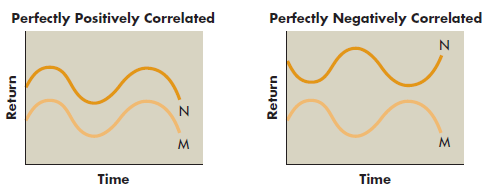 Perfectly Positively Correlated
Return
N
M
Time
Perfectly Negatively Correlated
Return
N
M
Time